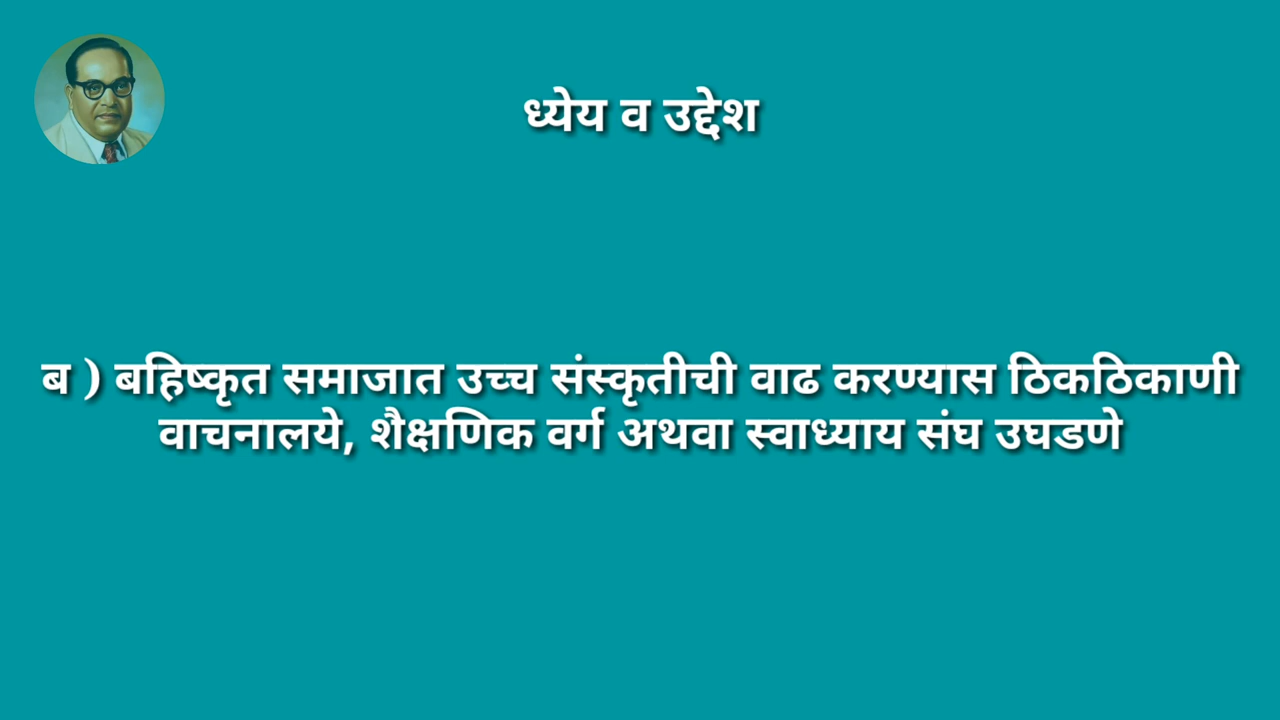 ध्येय व उद्देश
ब ) बहिष्कृत समाजात उच्च संस्कृतीची वाढ करण्यास ठिकठिकाणी
वाचनालये, शैक्षणिक वर्ग अथवा स्वाध्याय संघ उघडणे